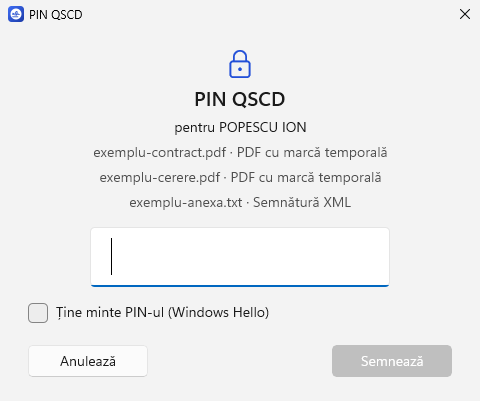 PIN QSCD
PIN QSCD
pentru POPESCU ION
exemplu-contract.pdf · PDF cu marcă temporală
exemplu-cerere.pdf · PDF cu marcă temporală
exemplu-anexa.txt · Semnătură XML
Ține minte PIN-ul (Windows Hello)
Anulează
Semnează